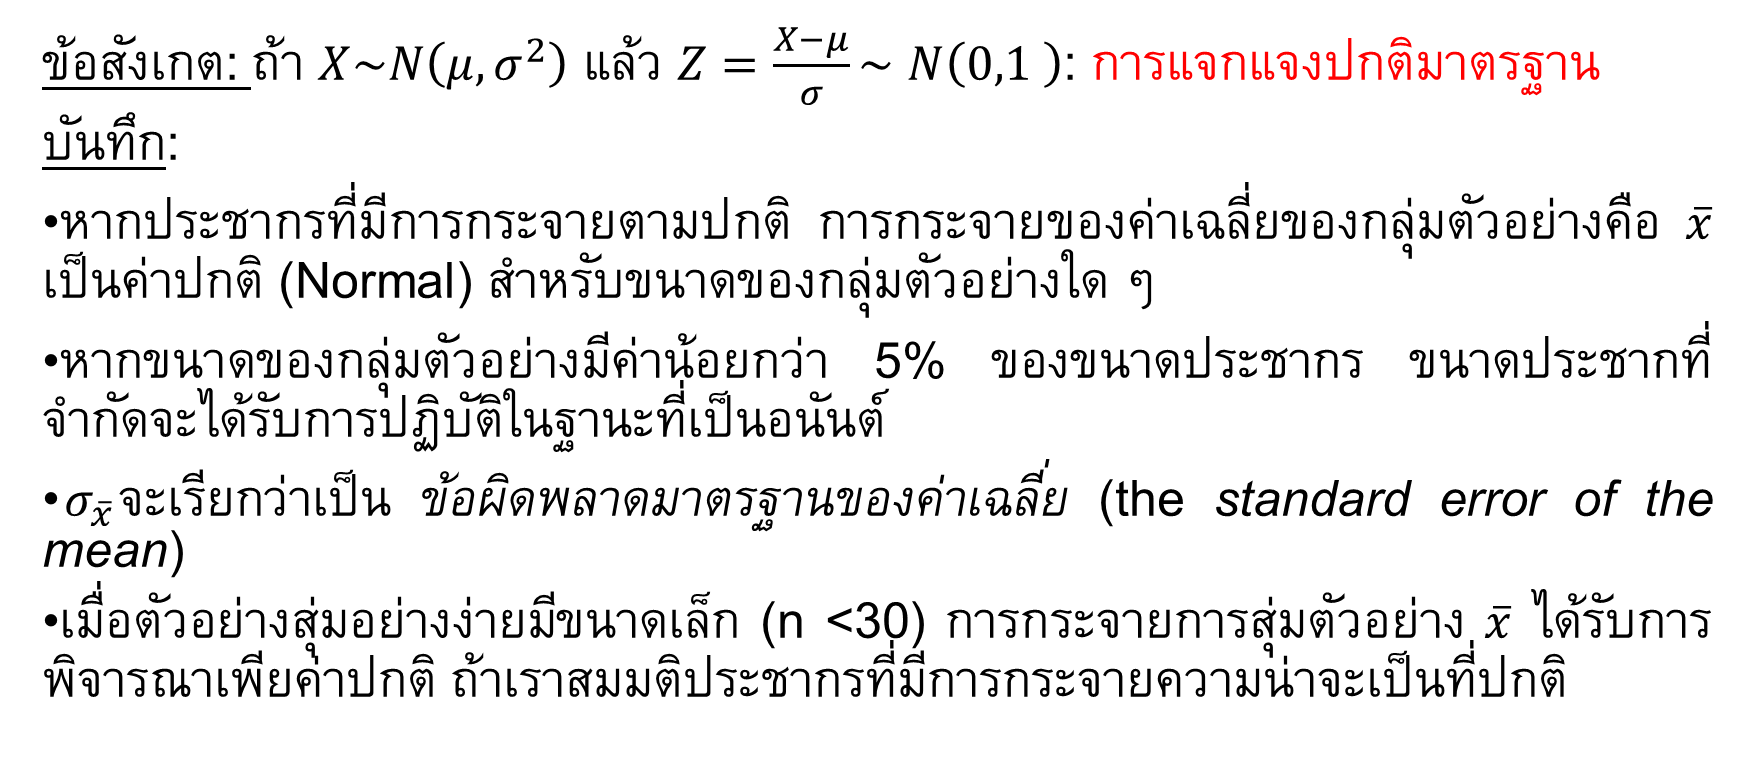 ข้อสังเกต: ถ้า X~N(μ, σ²) แล้ว Z = (X−μ)/σ ~ N(0,1 ): การแจกแจงปกติมาตรฐาน
บันทึก:
•หากประชากรที่มีการกระจายตามปกติ การกระจายของค่าเฉลี่ยของกลุ่มตัวอย่างคือ x̄
เป็นค่าปกติ (Normal) สำหรับขนาดของกลุ่มตัวอย่างใด ๆ
•หากขนาดของกลุ่มตัวอย่างมีค่าน้อยกว่า 5% ของขนาดประชากร ขนาดประชากที่
จำกัดจะได้รับการปฏิบัติในฐานะที่เป็นอนันต์
•σx̄ จะเรียกว่าเป็น ข้อผิดพลาดมาตรฐานของค่าเฉลี่ย (the standard error of the
mean)
•เมื่อตัวอย่างสุ่มอย่างง่ายมีขนาดเล็ก (n <30) การกระจายการสุ่มตัวอย่าง x̄ ได้รับการ
พิจารณาเพียค่าปกติ ถ้าเราสมมติประชากรที่มีการกระจายความน่าจะเป็นที่ปกติ